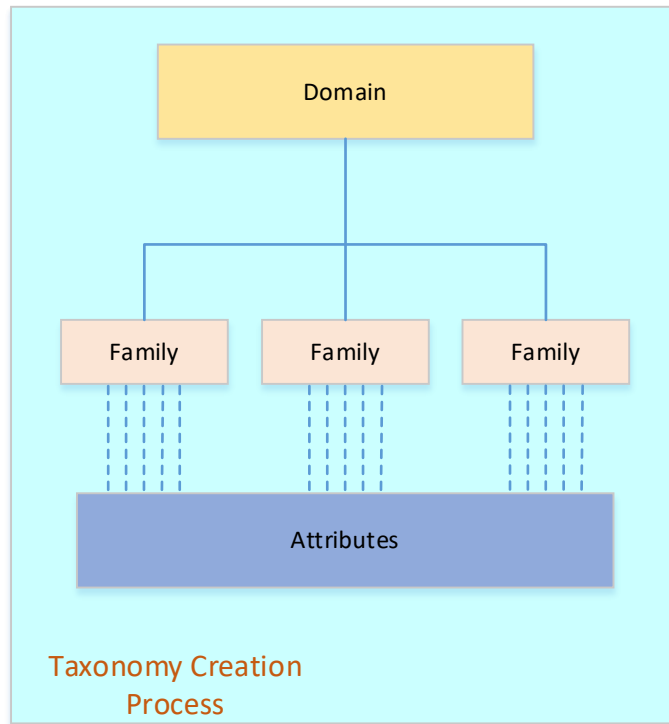 Domain
Family
Family
Family
Attributes
Taxonomy Creation
Process